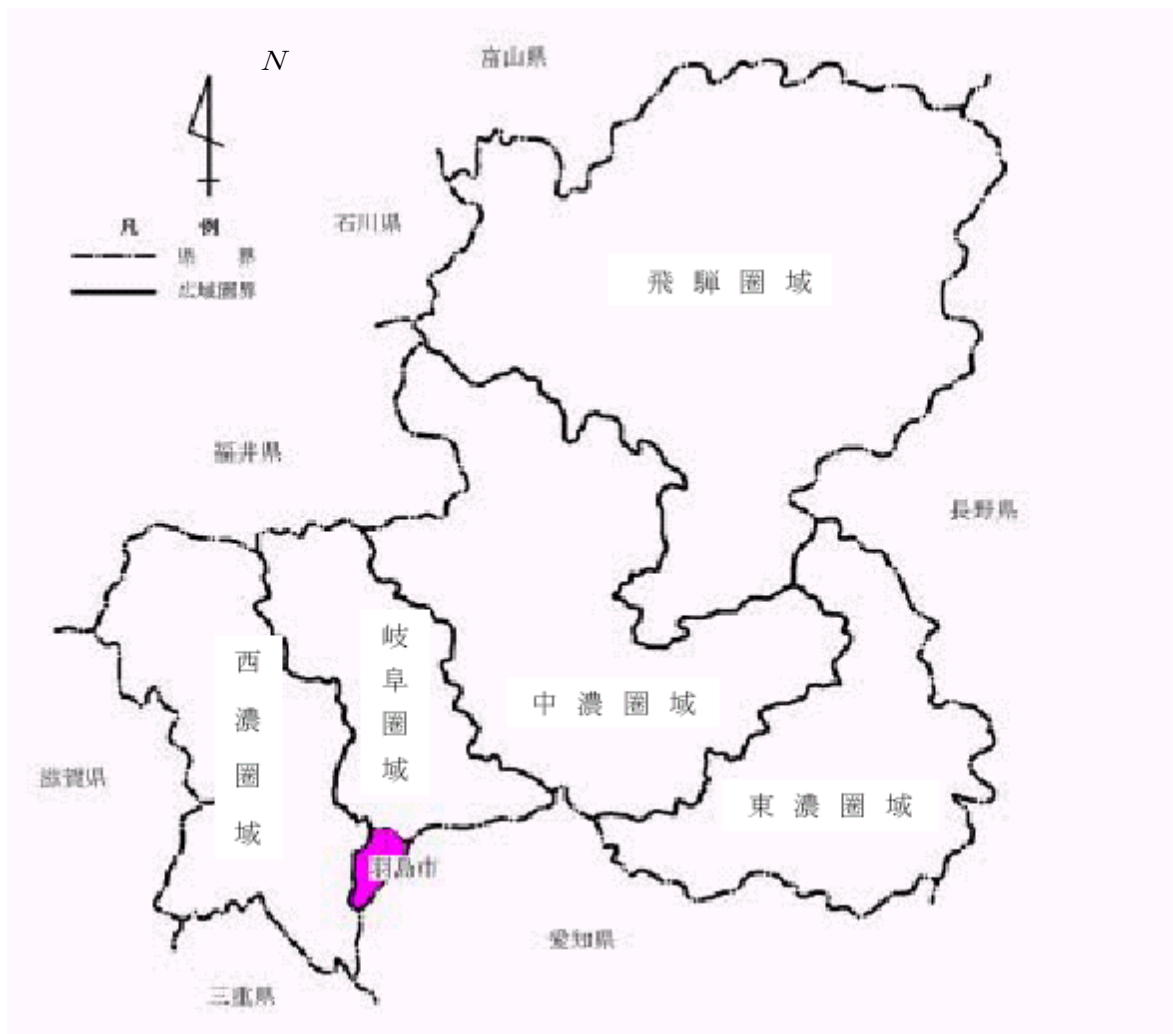 N
富山県
石川県
凡 例
県 界
広域圏界
飛 騨 圏 域
福井県
長野県
岐阜圏域
西濃圏域
中 濃 圏 域
滋賀県
東 濃 圏 域
羽島市
愛知県
三重県